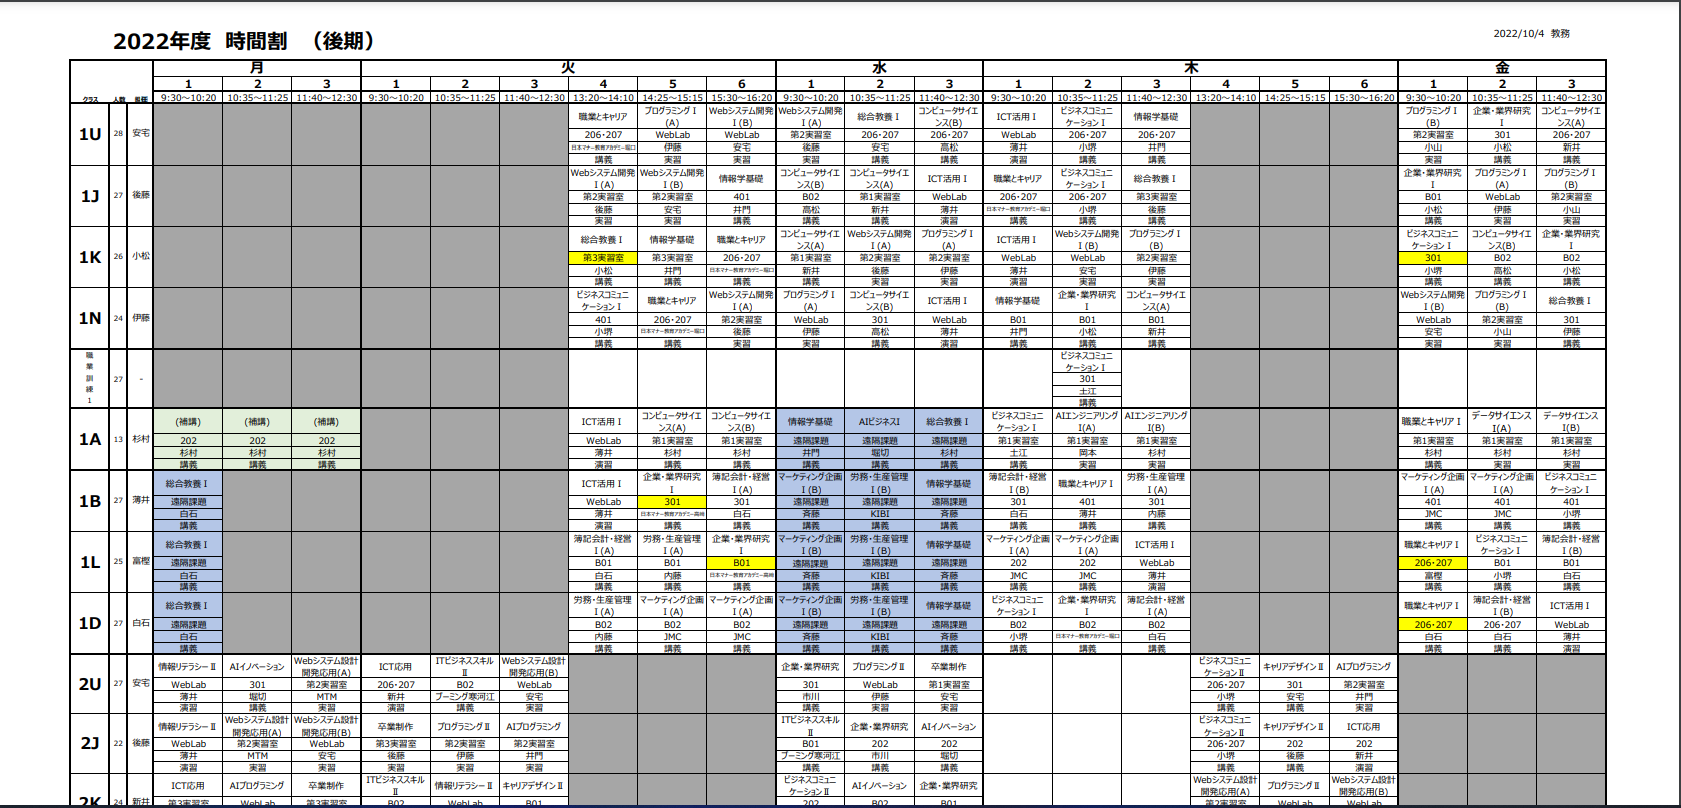 2022/10/4 教務
2022年度 時間割 (後期)
月 火 水 木 金
1 2 3 1 2 3 4 5 6 1 2 3 1 2 3 4 5 6 1 2 3
クラス 人数 担任 9:30～10:20 10:35～11:25 11:40～12:30 9:30～10:20 10:35～11:25 11:40～12:30 13:20～14:10 14:25～15:15 15:30～16:20 9:30～10:20 10:35～11:25 11:40～12:30 9:30～10:20 10:35～11:25 11:40～12:30 13:20～14:10 14:25～15:15 15:30～16:20 9:30～10:20 10:35～11:25 11:40～12:30
1U 28 安宅 職業とキャリア プログラミングⅠ(A) Webシステム開発Ⅰ(B) Webシステム開発Ⅰ(A) 総合教養Ⅰ コンピュータサイエンス(B) ICT活用Ⅰ ビジネスコミュニケーションⅠ 情報学基礎 プログラミングⅠ(B) 企業・業界研究Ⅰ コンピュータサイエンス(A)
206・207 WebLab WebLab 第2実習室 206・207 206・207 WebLab 206・207 206・207 第2実習室 301 206・207
日本マナー教育アカデミー堀口 伊藤 安宅 後藤 安宅 高松 薄井 小堺 井門 小山 小松 新井
講義 実習 実習 実習 講義 講義 演習 講義 講義 実習 講義 講義
1J 27 後藤 Webシステム開発Ⅰ(A) Webシステム開発Ⅰ(B) 情報学基礎 コンピュータサイエンス(B) コンピュータサイエンス(A) ICT活用Ⅰ 職業とキャリア ビジネスコミュニケーションⅠ 総合教養Ⅰ 企業・業界研究Ⅰ プログラミングⅠ(A) プログラミングⅠ(B)
第2実習室 第2実習室 401 B02 第1実習室 WebLab 206・207 206・207 第3実習室 B01 WebLab 第2実習室
後藤 安宅 井門 高松 新井 薄井 日本マナー教育アカデミー堀口 小堺 後藤 小松 伊藤 小山
実習 実習 講義 講義 講義 演習 講義 講義 講義 講義 実習 実習
1K 26 小松 総合教養Ⅰ 情報学基礎 職業とキャリア コンピュータサイエンス(A) Webシステム開発Ⅰ(A) プログラミングⅠ(A) ICT活用Ⅰ Webシステム開発Ⅰ(B) プログラミングⅠ(B) ビジネスコミュニケーションⅠ コンピュータサイエンス(B) 企業・業界研究Ⅰ
第3実習室 第3実習室 206・207 第1実習室 第2実習室 第2実習室 WebLab WebLab 第2実習室 301 B02 B02
小松 井門 日本マナー教育アカデミー堀口 新井 後藤 伊藤 薄井 安宅 伊藤 小堺 高松 小松
講義 講義 講義 講義 実習 実習 演習 実習 実習 講義 講義 講義
1N 24 伊藤 ビジネスコミュニケーションⅠ 職業とキャリア Webシステム開発Ⅰ(A) プログラミングⅠ(A) コンピュータサイエンス(B) ICT活用Ⅰ 情報学基礎 企業・業界研究Ⅰ コンピュータサイエンス(A) Webシステム開発Ⅰ(B) プログラミングⅠ(B) 総合教養Ⅰ
401 206・207 第2実習室 WebLab 301 WebLab B01 B01 B01 WebLab 第2実習室 301
小堺 日本マナー教育アカデミー堀口 後藤 伊藤 高松 薄井 井門 小松 新井 安宅 小山 伊藤
講義 講義 実習 実習 講義 演習 講義 講義 講義 実習 実習 講義
職業訓練1 27 - ビジネスコミュニケーションⅠ
301
土江
講義
1A 13 杉村 (補講) (補講) (補講) ICT活用Ⅰ コンピュータサイエンス(A) コンピュータサイエンス(B) 情報学基礎 AIビジネスⅠ 総合教養Ⅰ ビジネスコミュニケーションⅠ AIエンジニアリングⅠ(A) AIエンジニアリングⅠ(B) 職業とキャリアⅠ データサイエンスⅠ(A) データサイエンスⅠ(B)
202 202 202 WebLab 第1実習室 第1実習室 遠隔課題 遠隔課題 遠隔課題 第1実習室 第1実習室 第1実習室 第1実習室 第1実習室 第1実習室
杉村 杉村 杉村 薄井 杉村 杉村 井門 堀切 杉村 土江 岡本 杉村 杉村 杉村 杉村
講義 講義 講義 演習 講義 講義 講義 講義 講義 講義 実習 実習 講義 実習 実習
1B 27 薄井 総合教養Ⅰ ICT活用Ⅰ 企業・業界研究Ⅰ 簿記会計・経営Ⅰ(A) マーケティング企画Ⅰ(B) 労務・生産管理Ⅰ(B) 情報学基礎 簿記会計・経営Ⅰ(B) 職業とキャリアⅠ 労務・生産管理Ⅰ(A) マーケティング企画Ⅰ(A) マーケティング企画Ⅰ(A) ビジネスコミュニケーションⅠ
遠隔課題 WebLab 301 301 遠隔課題 遠隔課題 遠隔課題 301 401 301 401 401 401
白石 薄井 白石 斉藤 KIBI 斉藤 白石 薄井 内藤 JMC JMC 小堺
講義 演習 講義 講義 講義 講義 講義 講義 講義 講義 講義 講義 講義
1L 25 富樫 総合教養Ⅰ 簿記会計・経営Ⅰ(A) 労務・生産管理Ⅰ(A) 企業・業界研究Ⅰ マーケティング企画Ⅰ(B) 労務・生産管理Ⅰ(B) 情報学基礎 マーケティング企画Ⅰ(A) マーケティング企画Ⅰ(A) ICT活用Ⅰ 職業とキャリアⅠ ビジネスコミュニケーションⅠ 簿記会計・経営Ⅰ(B)
遠隔課題 B01 B01 B01 遠隔課題 遠隔課題 遠隔課題 202 202 WebLab 206・207 B01 B01
白石 白石 内藤 斉藤 KIBI 斉藤 JMC JMC 薄井 富樫 小堺 白石
講義 講義 講義 講義 講義 講義 講義 講義 講義 演習 講義 講義 講義
1D 27 白石 総合教養Ⅰ 労務・生産管理Ⅰ(A) マーケティング企画Ⅰ(A) マーケティング企画Ⅰ(A) マーケティング企画Ⅰ(B) 労務・生産管理Ⅰ(B) 情報学基礎 ビジネスコミュニケーションⅠ 企業・業界研究Ⅰ 簿記会計・経営Ⅰ(A) 職業とキャリアⅠ 簿記会計・経営Ⅰ(B) ICT活用Ⅰ
遠隔課題 B02 B02 B02 遠隔課題 遠隔課題 遠隔課題 B02 B02 B02 206・207 206・207 WebLab
白石 内藤 JMC JMC 斉藤 KIBI 斉藤 小堺 日本マナー教育アカデミー堀口 白石 白石 白石 薄井
講義 講義 講義 講義 講義 講義 講義 講義 講義 講義 講義 講義 演習
2U 27 安宅 情報リテラシーⅡ AIイノベーション Webシステム設計開発応用(A) ICT応用 ITビジネススキルⅡ Webシステム設計開発応用(B) 企業・業界研究 プログラミングⅡ 卒業制作 ビジネスコミュニケーションⅡ キャリアデザインⅡ AIプログラミング
WebLab 301 第2実習室 206・207 B02 WebLab 301 WebLab 第1実習室 206・207 301 第2実習室
薄井 堀切 MTM 新井 ブーミング寒河江 安宅 市川 伊藤 安宅 小堺 安宅 井門
演習 講義 実習 演習 講義 実習 講義 実習 実習 講義 講義 実習
2J 22 後藤 情報リテラシーⅡ Webシステム設計開発応用(A) Webシステム設計開発応用(B) 卒業制作 プログラミングⅡ AIプログラミング ITビジネススキルⅡ 企業・業界研究 AIイノベーション ビジネスコミュニケーションⅡ キャリアデザインⅡ ICT応用
WebLab 第2実習室 WebLab 第3実習室 第2実習室 第2実習室 B01 202 202 206・207 202 202
薄井 MTM 安宅 後藤 伊藤 井門 ブーミング寒河江 市川 堀切 小堺 後藤 新井
演習 実習 実習 実習 実習 実習 講義 講義 講義 講義 講義 演習
2K 24 新井 ICT応用 AIプログラミング 卒業制作 ITビジネススキルⅡ 情報リテラシーⅡ キャリアデザインⅡ ビジネスコミュニケーションⅡ AIイノベーション 企業・業界研究 Webシステム設計開発応用(A) プログラミングⅡ Webシステム設計開発応用(B)
第3実習室 WebLab 第3実習室 B02 WebLab B01 202 B02 B01 第2実習室 WebLab WebLab